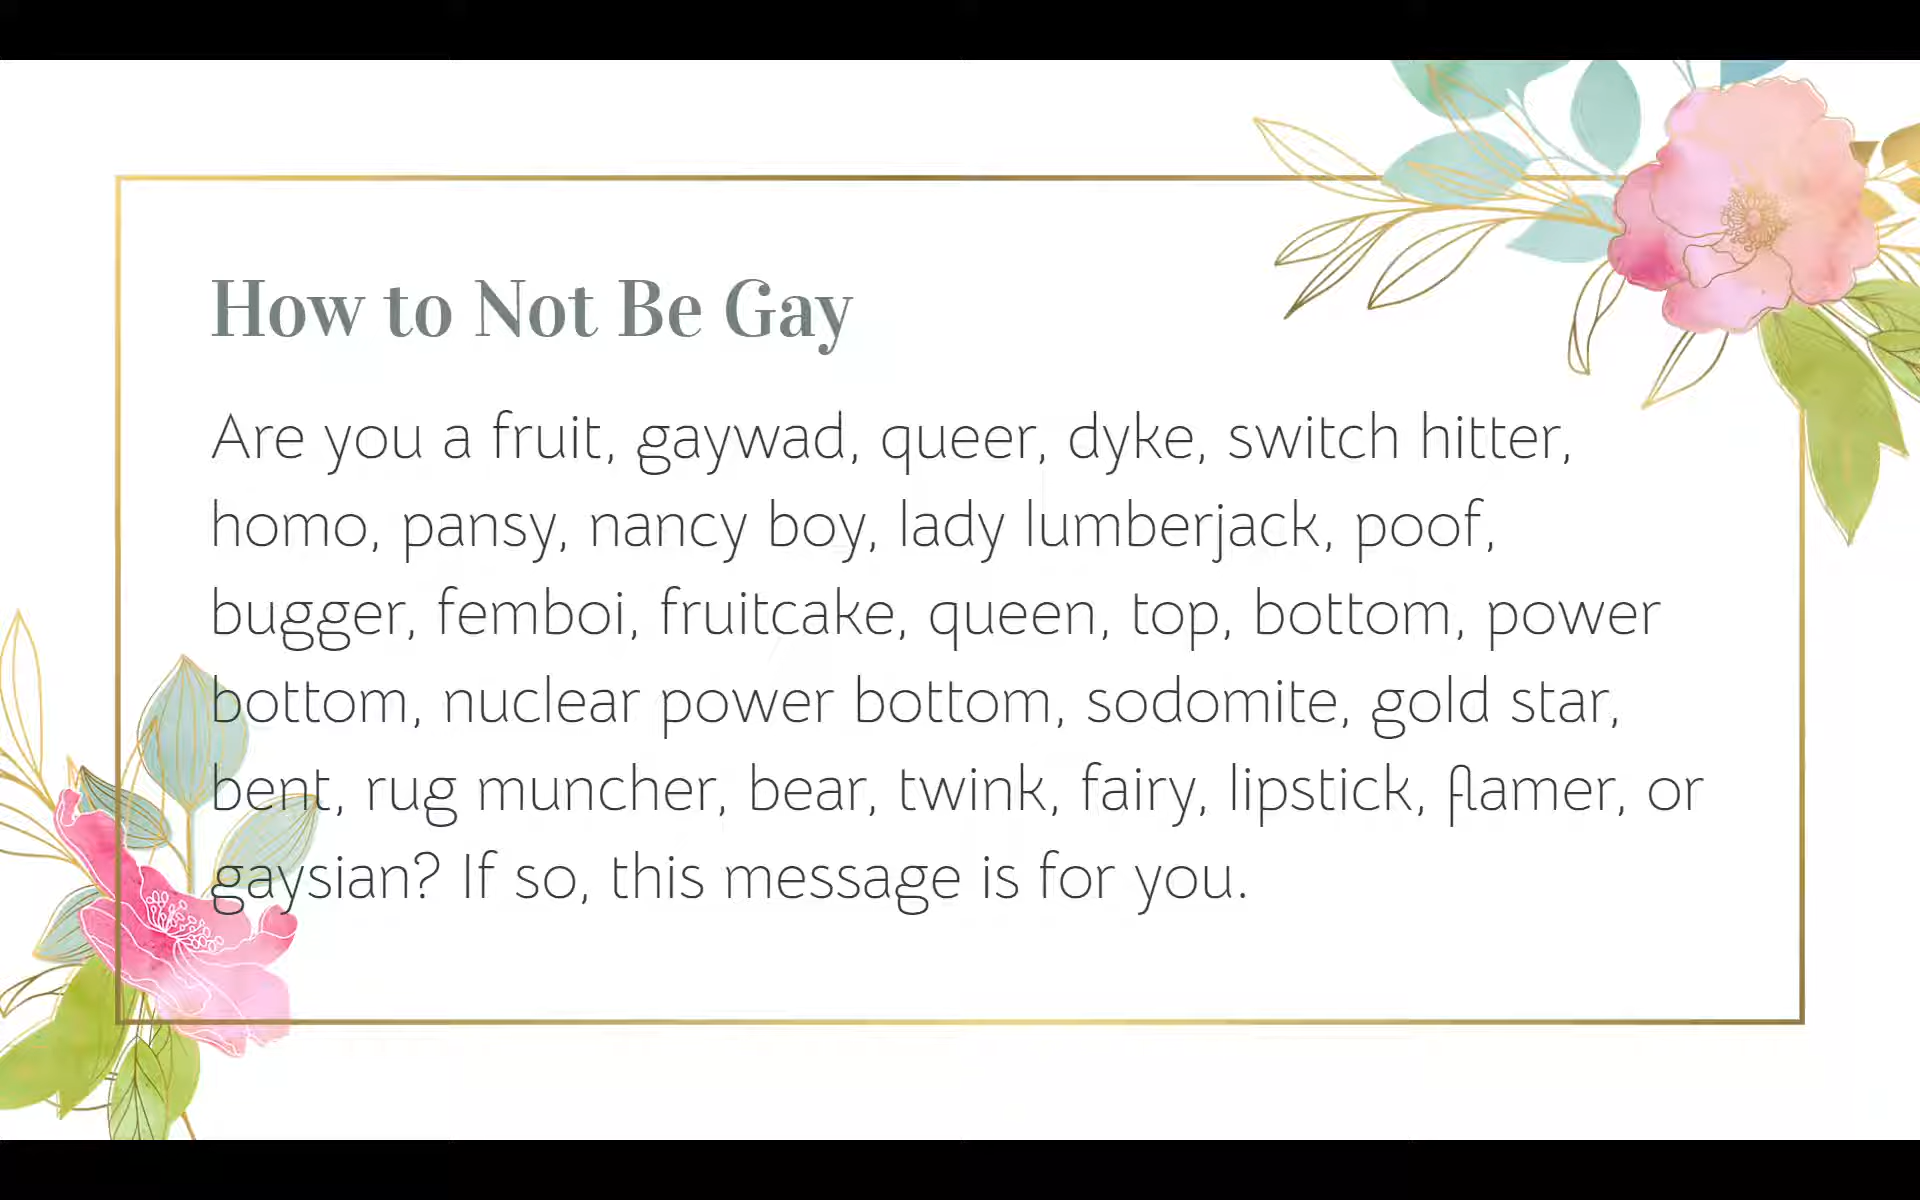 How to Not Be Gay
Are you a fruit, gaywad, queer, dyke, switch hitter,
homo, pansy, nancy boy, lady lumberjack, poof,
bugger, femboi, fruitcake, queen, top, bottom, power
bottom, nuclear power bottom, sodomite, gold star,
bent, rug muncher, bear, twink, fairy, lipstick, flamer, or
gaysian? If so, this message is for you.